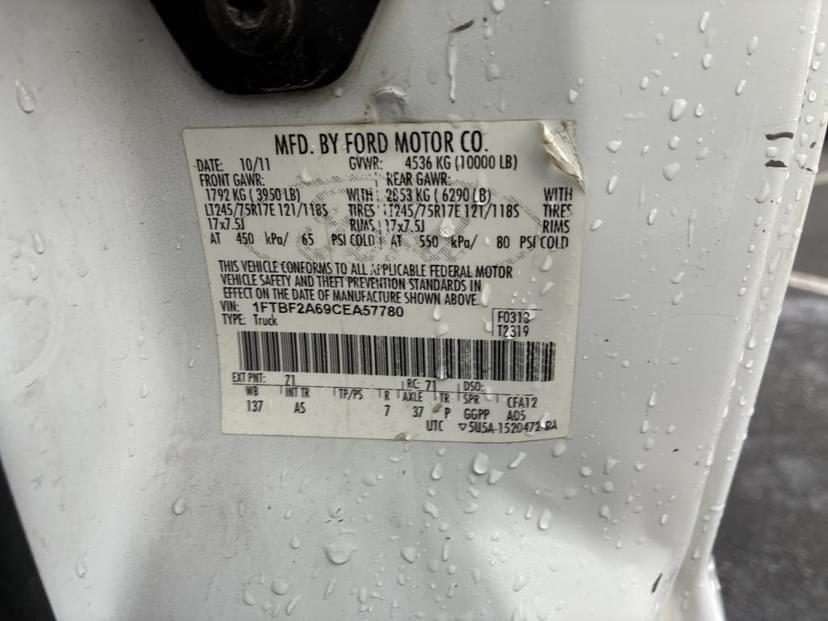 MFD. BY FORD MOTOR CO.
DATE: 10/11 GVWR: 4536 KG (10000 LB)
FRONT GAWR: REAR GAWR:
1792 KG (3950 LB) WITH 2853 KG (6290 LB) WITH
LT245/75R17E 121/118S TIRES LT245/75R17E 121/118S TIRES
17x7.5J RIMS 17x7.5J RIMS
AT 450 kPa/ 65 PSI COLD AT 550 kPa/ 80 PSI COLD
THIS VEHICLE CONFORMS TO ALL APPLICABLE FEDERAL MOTOR
VEHICLE SAFETY AND THEFT PREVENTION STANDARDS IN
EFFECT ON THE DATE OF MANUFACTURE SHOWN ABOVE.
VIN: 1FTBF2A69CEA57780 F0313
TYPE: Truck T2319
EXT PNT: 71 RC: 71 DSO:
WB INT TR TP/PS R AXLE TR SPR CFA12
137 AS 7 37 P GGPP A05
UTC ▽5U5A-1520472-BA